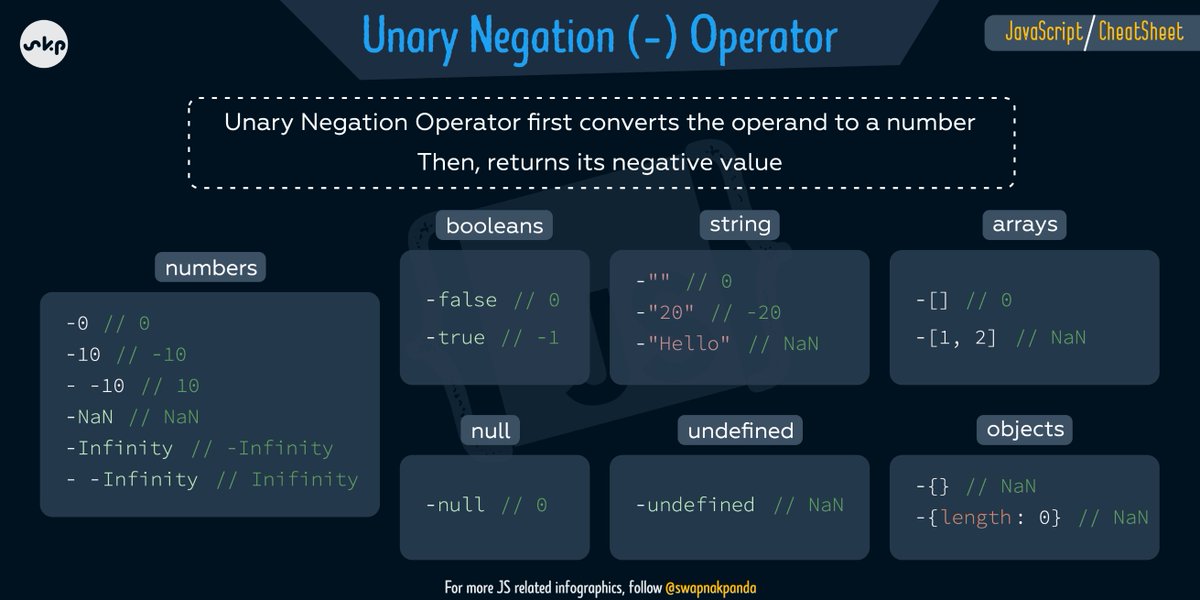 skp
Unary Negation (-) Operator
JavaScript/CheatSheet
Unary Negation Operator first converts the operand to a number
Then, returns its negative value
numbers
-0 // 0
-10 // -10
- -10 // 10
-NaN // NaN
-Infinity // -Infinity
- -Infinity // Inifinity
booleans
-false // 0
-true // -1
string
-"" // 0
-"20" // -20
-"Hello" // NaN
arrays
-[] // 0
-[1, 2] // NaN
null
-null // 0
undefined
-undefined // NaN
objects
-{} // NaN
-{length: 0} // NaN
JS
For more JS related infographics, follow @swapnakpanda